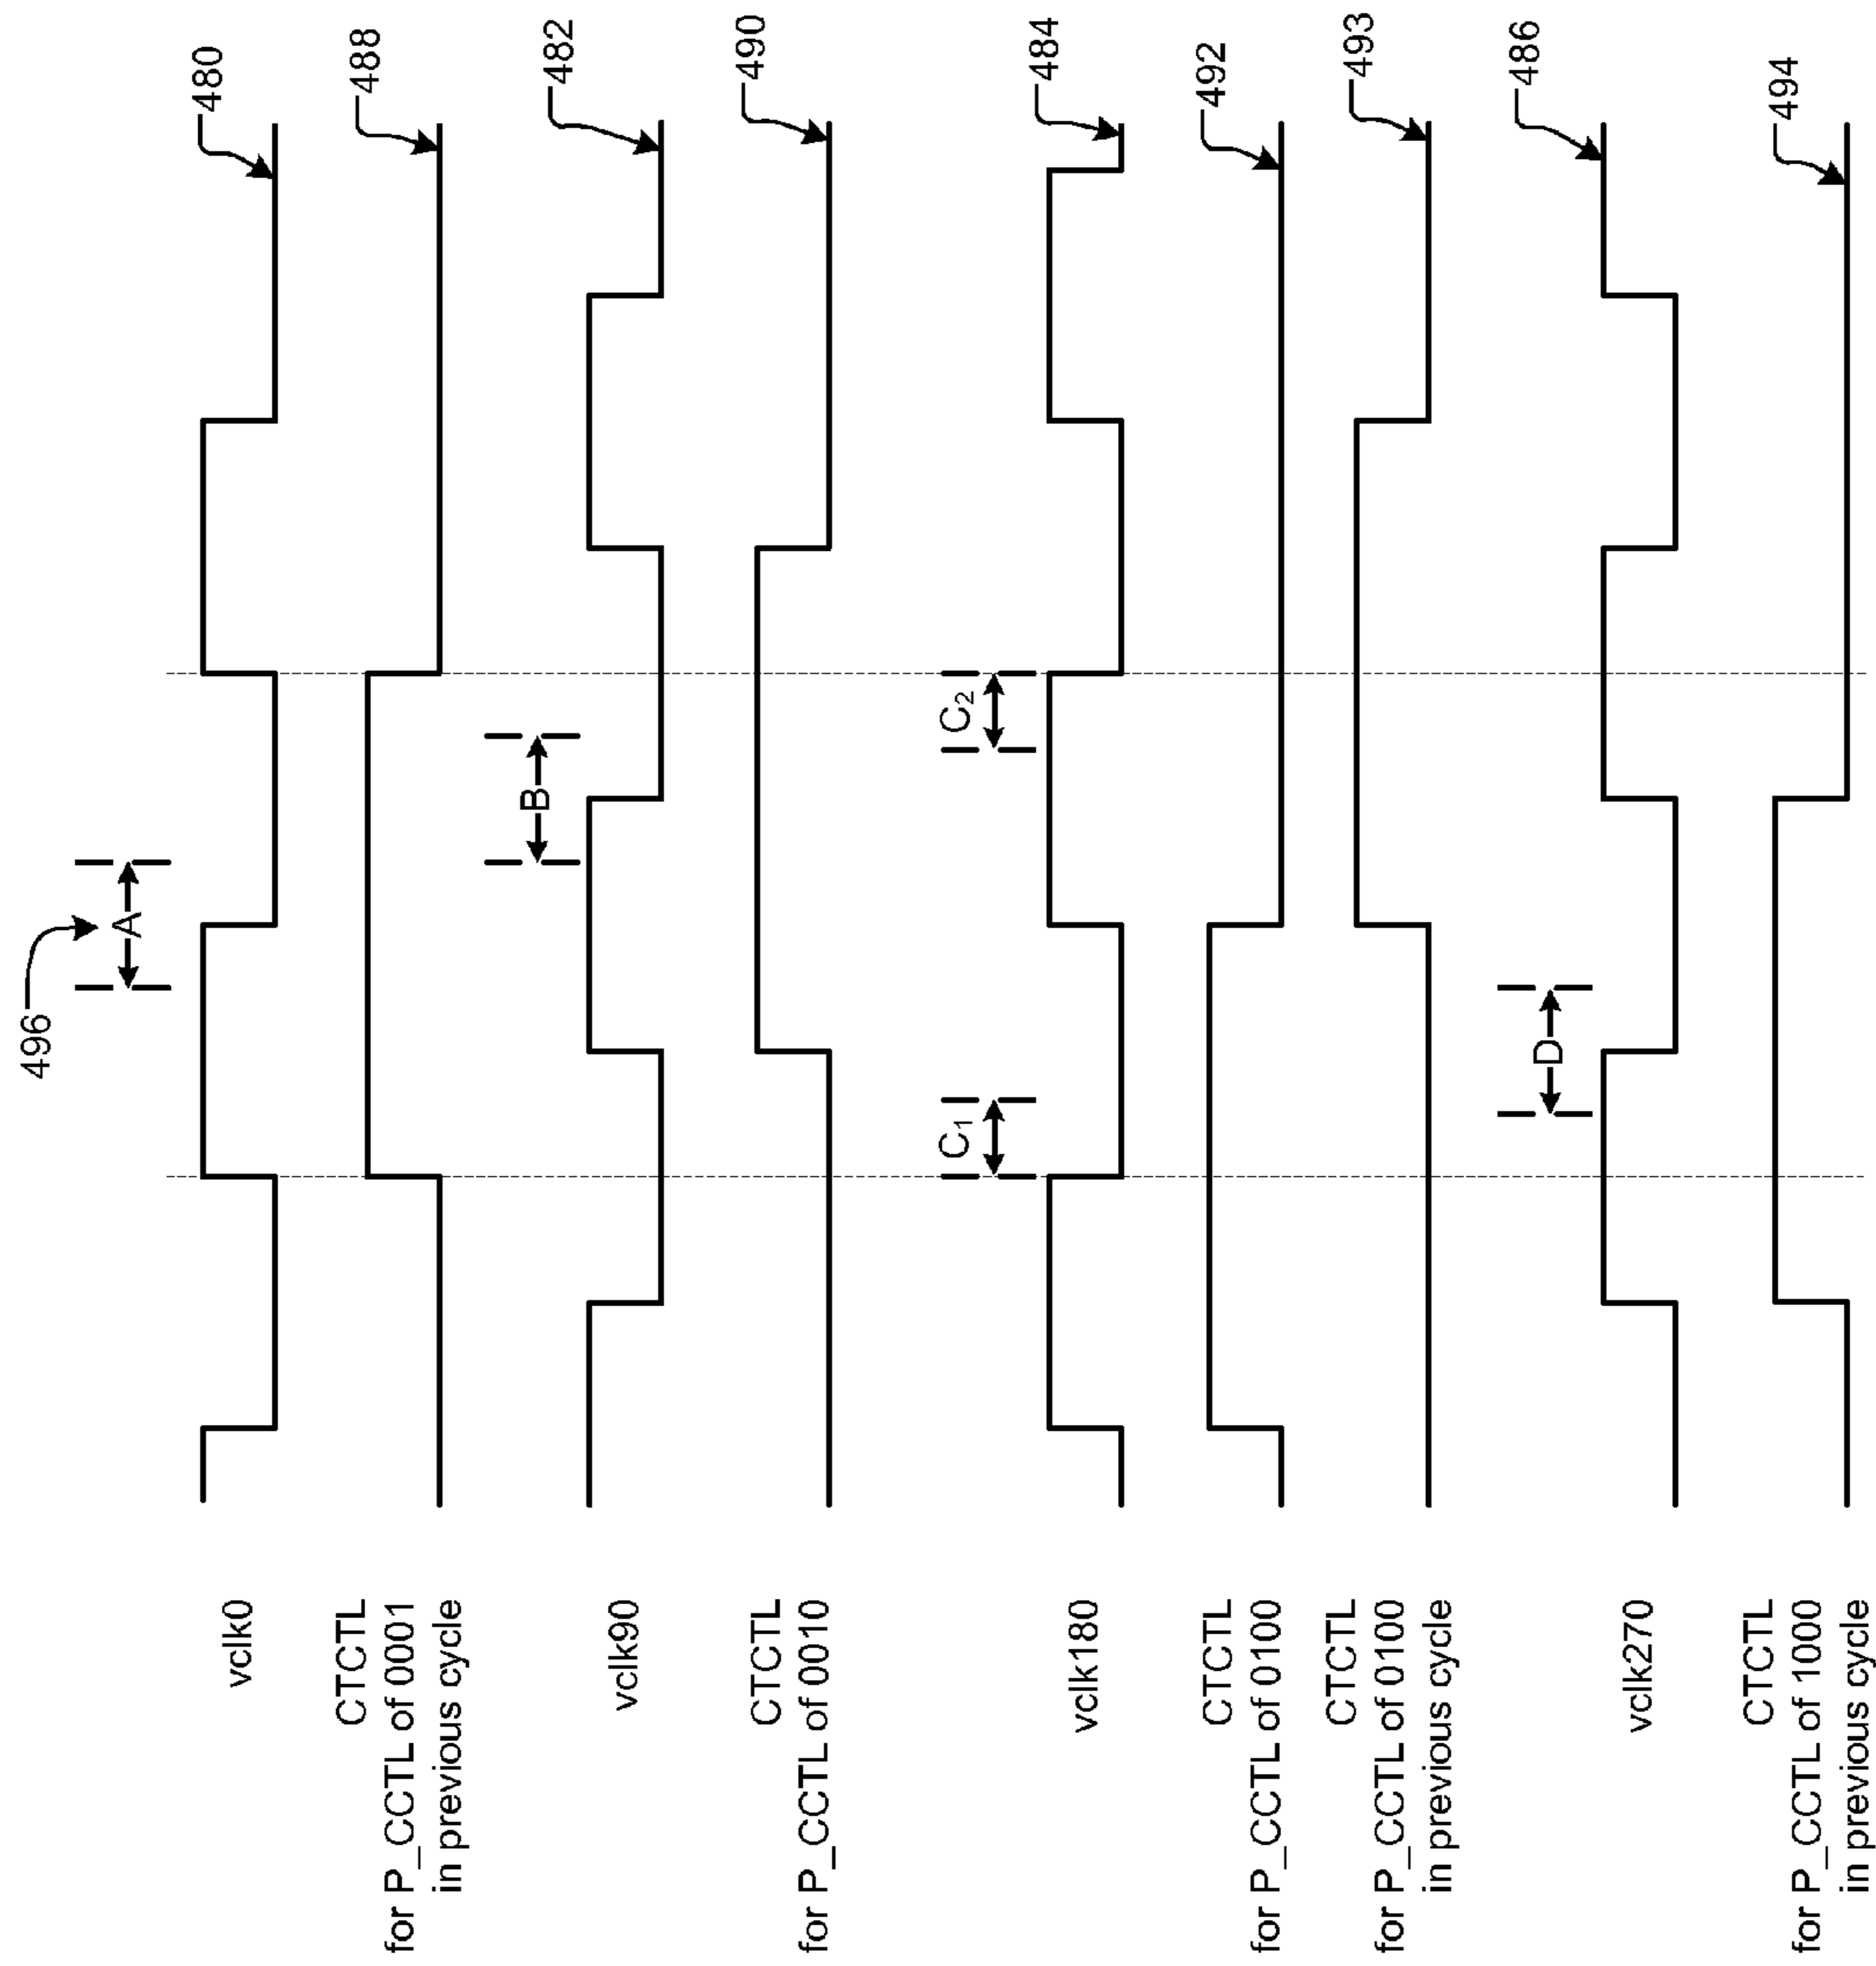 496
A
vclk0
480
CTCTL
for P_CCTL of 0001
in previous cycle
488
B
vclk90
482
CTCTL
for P_CCTL of 0010
490
C₁
C₂
vclk180
484
CTCTL
for P_CCTL of 0100
492
CTCTL
for P_CCTL of 0100
in previous cycle
493
D
vclk270
486
CTCTL
for P_CCTL of 1000
in previous cycle
494